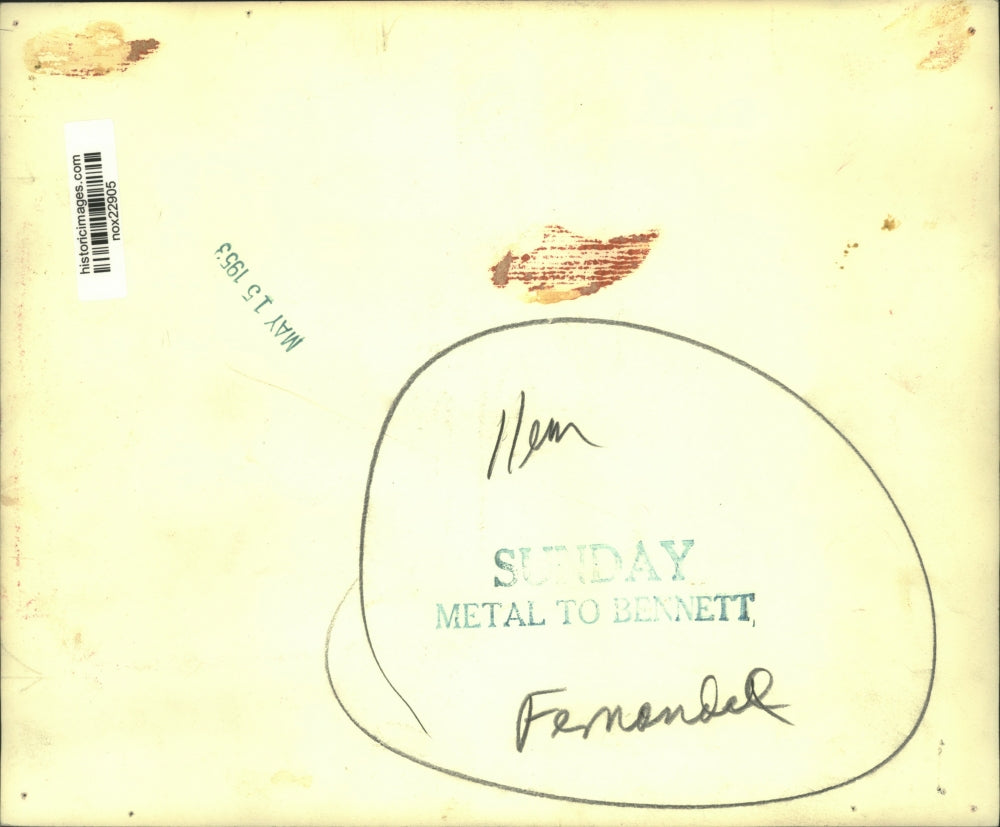 historicimages.com
nox22905
MAY 15 1953
SUNDAY
METAL TO BENNETT,
Fernandel